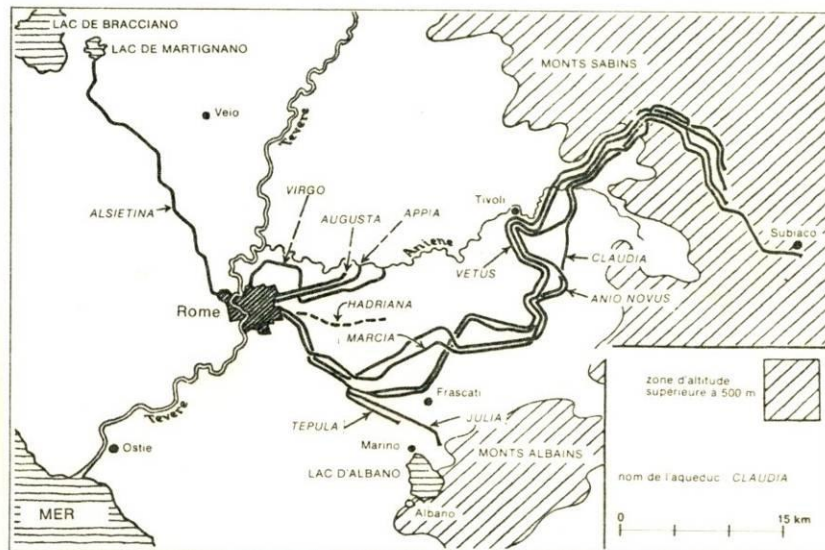 LAC DE BRACCIANO
LAC DE MARTIGNANO
Veio
Tevere
MONTS SABINS
ALSIETINA
VIRGO
AUGUSTA
APPIA
Aniene
Tivoli
VETUS
CLAUDIA
Subiaco
ANIO NOVUS
Rome
HADRIANA
MARCIA
Tevere
Frascati
TEPULA
JULIA
Ostie
Marino
MONTS ALBAINS
LAC D'ALBANO
Albano
MER
zone d'altitude
supérieure à 500 m
nom de l'aqueduc : CLAUDIA
0 15 km